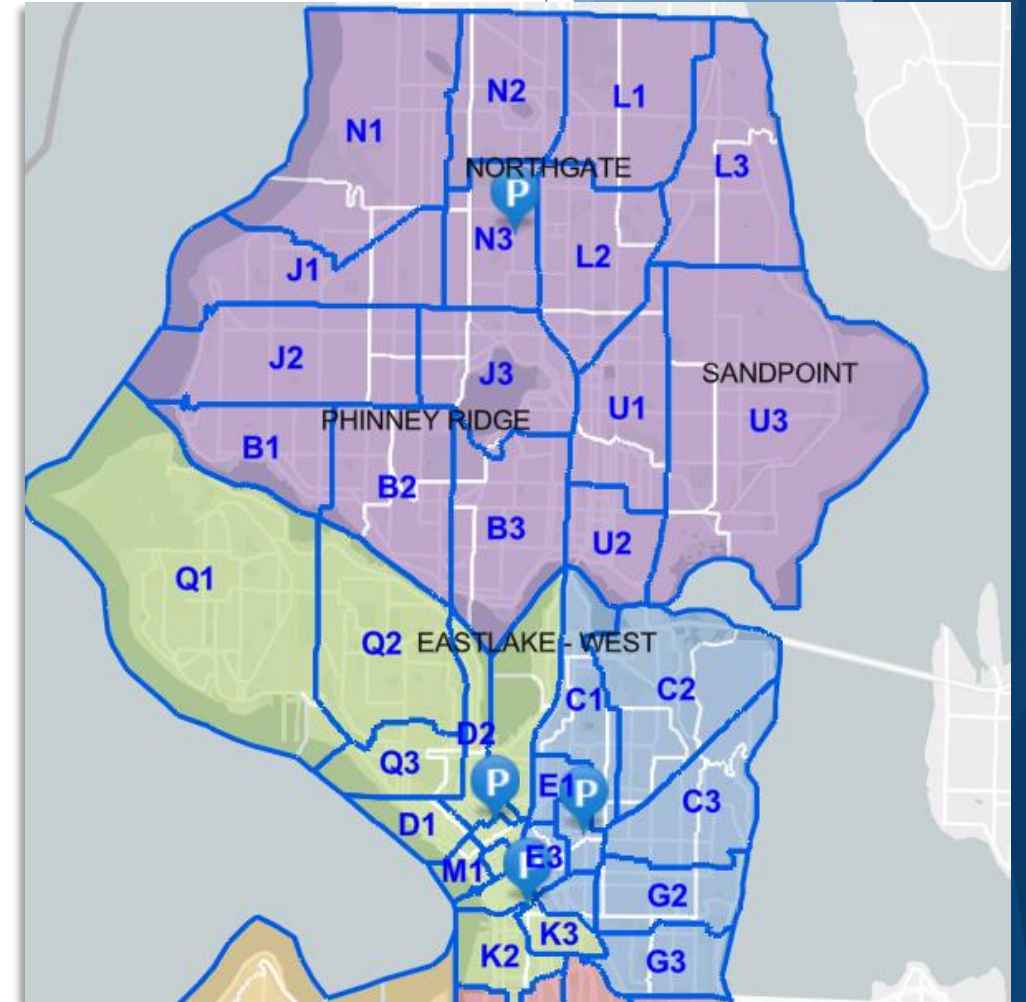 N2
L1
N1
NORTHGATE
L3
P
N3
L2
J1
J2
J3
SANDPOINT
U1
U3
PHINNEY RIDGE
B1
B2
B3
U2
Q1
Q2
EASTLAKE - WEST
C1
C2
D2
Q3
P
E1
P
C3
D1
E3
M1
P
G2
K3
K2
G3